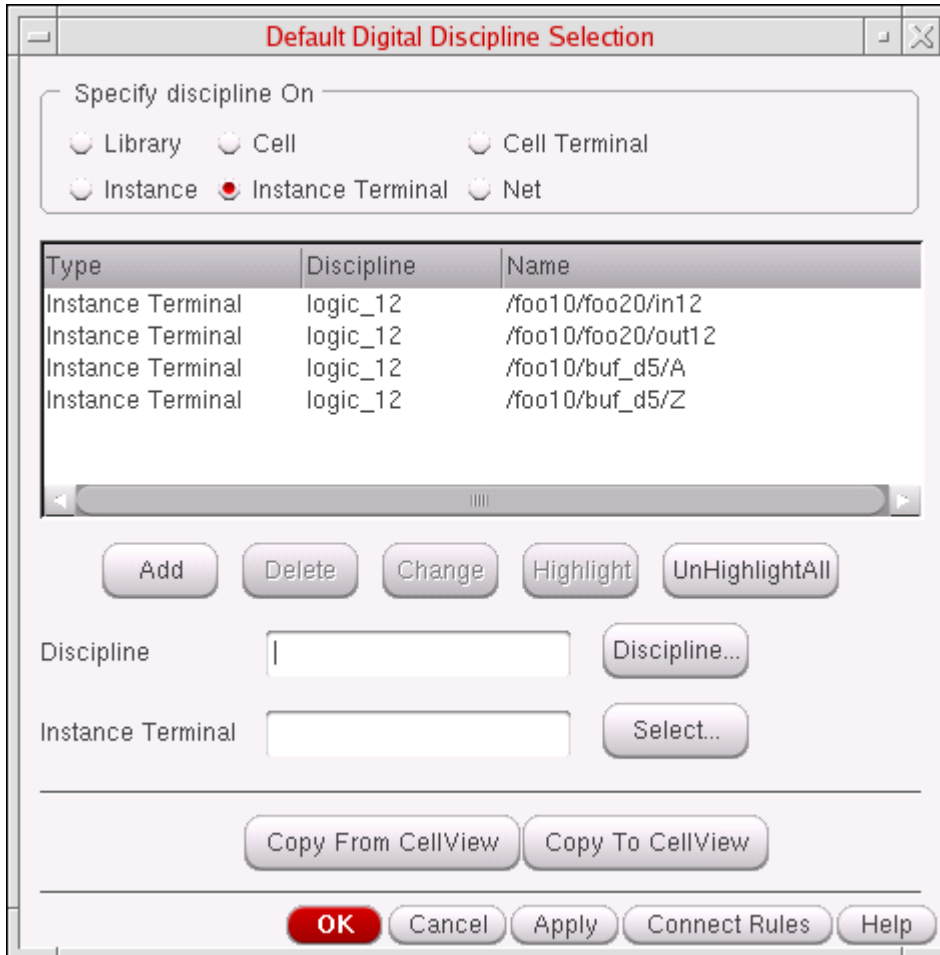 Default Digital Discipline Selection
Specify discipline On
Library Cell Cell Terminal
Instance Instance Terminal Net
Type Discipline Name
Instance Terminal logic_12 /foo10/foo20/in12
Instance Terminal logic_12 /foo10/foo20/out12
Instance Terminal logic_12 /foo10/buf_d5/A
Instance Terminal logic_12 /foo10/buf_d5/Z
Add Delete Change Highlight UnHighlightAll
Discipline Discipline...
Instance Terminal Select...
Copy From CellView Copy To CellView
OK Cancel Apply Connect Rules Help